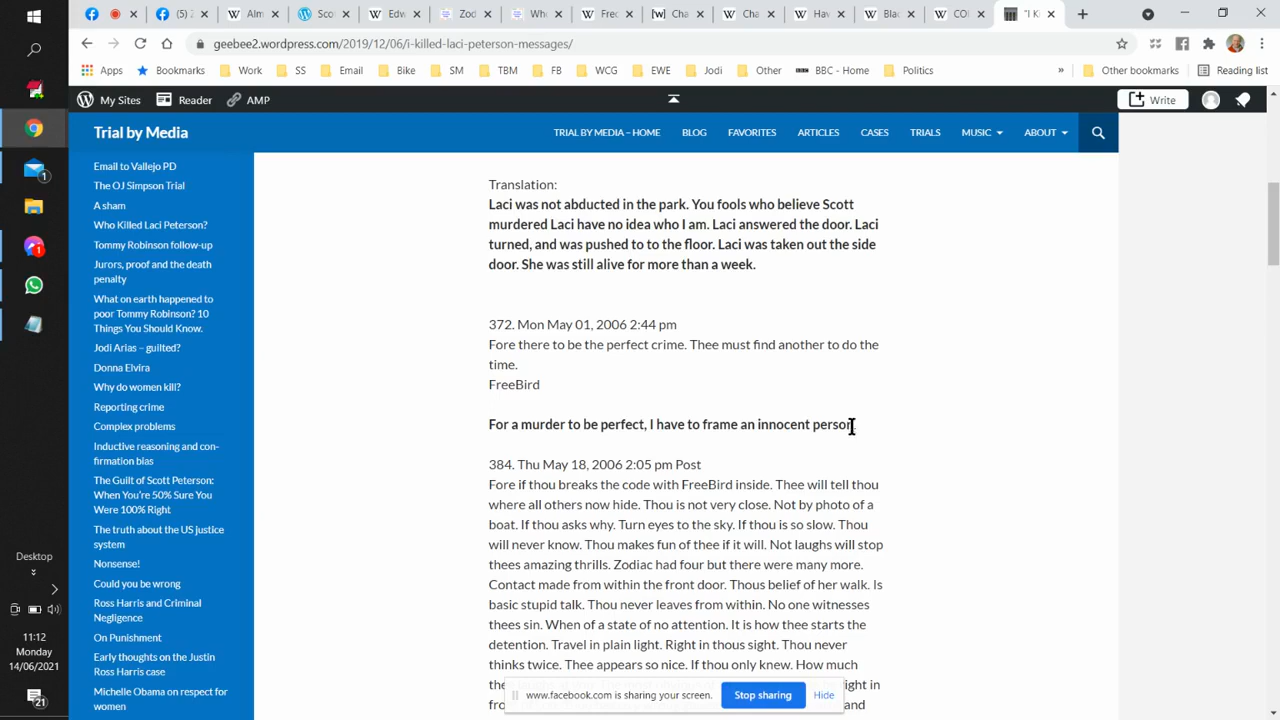 (5) Z
Alm
Sco
Edw
Zod
Whe
Fre
[w] Cha
Cha
Hav
Bla
COI
"I Ki
geebee2.wordpress.com/2019/12/06/i-killed-laci-peterson-messages/
Apps
Bookmarks
Work
SS
Email
Bike
SM
TBM
FB
WCG
EWE
Jodi
Other
BBC - Home
Politics
»
Other bookmarks
Reading list
My Sites
Reader
AMP
Write
Trial by Media
TRIAL BY MEDIA – HOME
BLOG
FAVORITES
ARTICLES
CASES
TRIALS
MUSIC
ABOUT
Email to Vallejo PD
The OJ Simpson Trial
A sham
Who Killed Laci Peterson?
Tommy Robinson follow-up
Jurors, proof and the death
penalty
What on earth happened to
poor Tommy Robinson? 10
Things You Should Know.
Jodi Arias – guilted?
Donna Elvira
Why do women kill?
Reporting crime
Complex problems
Inductive reasoning and con-
firmation bias
The Guilt of Scott Peterson:
When You're 50% Sure You
Were 100% Right
The truth about the US justice
system
Nonsense!
Could you be wrong
Ross Harris and Criminal
Negligence
On Punishment
Early thoughts on the Justin
Ross Harris case
Michelle Obama on respect for
women
Translation:
Laci was not abducted in the park. You fools who believe Scott
murdered Laci have no idea who I am. Laci answered the door. Laci
turned, and was pushed to to the floor. Laci was taken out the side
door. She was still alive for more than a week.
372. Mon May 01, 2006 2:44 pm
Fore there to be the perfect crime. Thee must find another to do the
time.
FreeBird
For a murder to be perfect, I have to frame an innocent person.
384. Thu May 18, 2006 2:05 pm Post
Fore if thou breaks the code with FreeBird inside. Thee will tell thou
where all others now hide. Thou is not very close. Not by photo of a
boat. If thou asks why. Turn eyes to the sky. If thou is so slow. Thou
will never know. Thou makes fun of thee if it will. Not laughs will stop
thees amazing thrills. Zodiac had four but there were many more.
Contact made from within the front door. Thous belief of her walk. Is
basic stupid talk. Thou never leaves from within. No one witnesses
thees sin. When of a state of no attention. It is how thee starts the
detention. Travel in plain light. Right in thous sight. Thou never
thinks twice. Thee appears so nice. If thou only knew. How much
www.facebook.com is sharing your screen.
Stop sharing
Hide
Desktop
11:12
Monday
14/06/2021
21